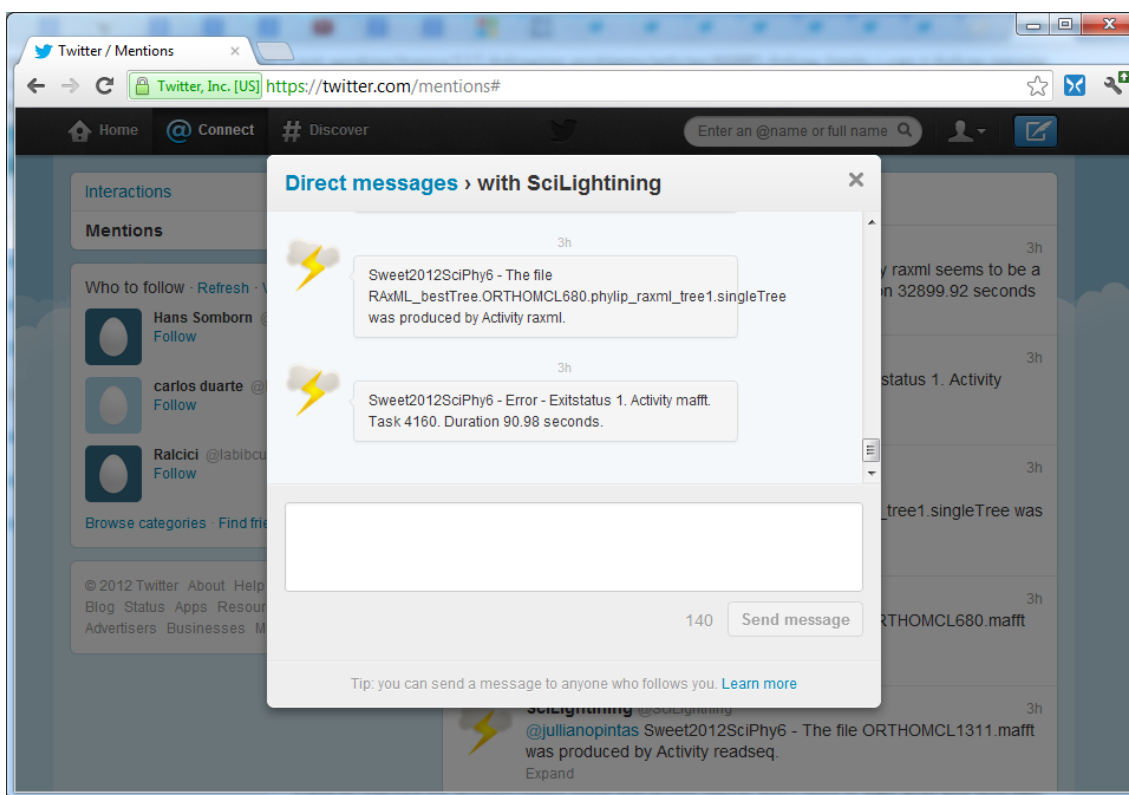 Twitter / Mentions
Twitter, Inc. [US] https://twitter.com/mentions#
Home Connect Discover Enter an @name or full name
Direct messages › with SciLightining
Interactions
Mentions
Who to follow · Refresh ·
Hans Somborn
Follow
carlos duarte
Follow
Ralcici @labibcu
Follow
Browse categories · Find frie
© 2012 Twitter About Help
Blog Status Apps Resour
Advertisers Businesses M
3h
Sweet2012SciPhy6 - The file
RAxML_bestTree.ORTHOMCL680.phylip_raxml_tree1.singleTree
was produced by Activity raxml.
3h
Sweet2012SciPhy6 - Error - Exitstatus 1. Activity mafft.
Task 4160. Duration 90.98 seconds.
140 Send message
Tip: you can send a message to anyone who follows you. Learn more
3h
y raxml seems to be a
n 32899.92 seconds
3h
status 1. Activity
3h
_tree1.singleTree was
3h
RTHOMCL680.mafft
SciLightining @SciLightining 3h
@jullianopintas Sweet2012SciPhy6 - The file ORTHOMCL1311.mafft
was produced by Activity readseq.
Expand